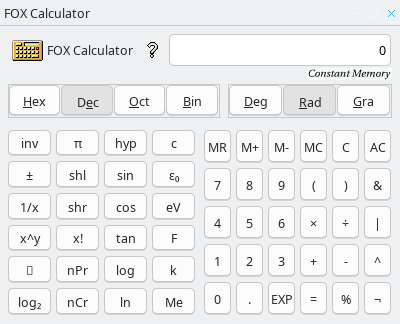 FOX Calculator
FOX Calculator ? 0
Constant Memory
Hex Dec Oct Bin Deg Rad Gra
inv π hyp c MR M+ M- MC C AC
± shl sin ε₀ 7 8 9 ( ) &
1/x shr cos eV 4 5 6 × ÷ |
x^y x! tan F 1 2 3 + - ^
nPr log k 0 . EXP = % ¬
log₂ nCr ln Me